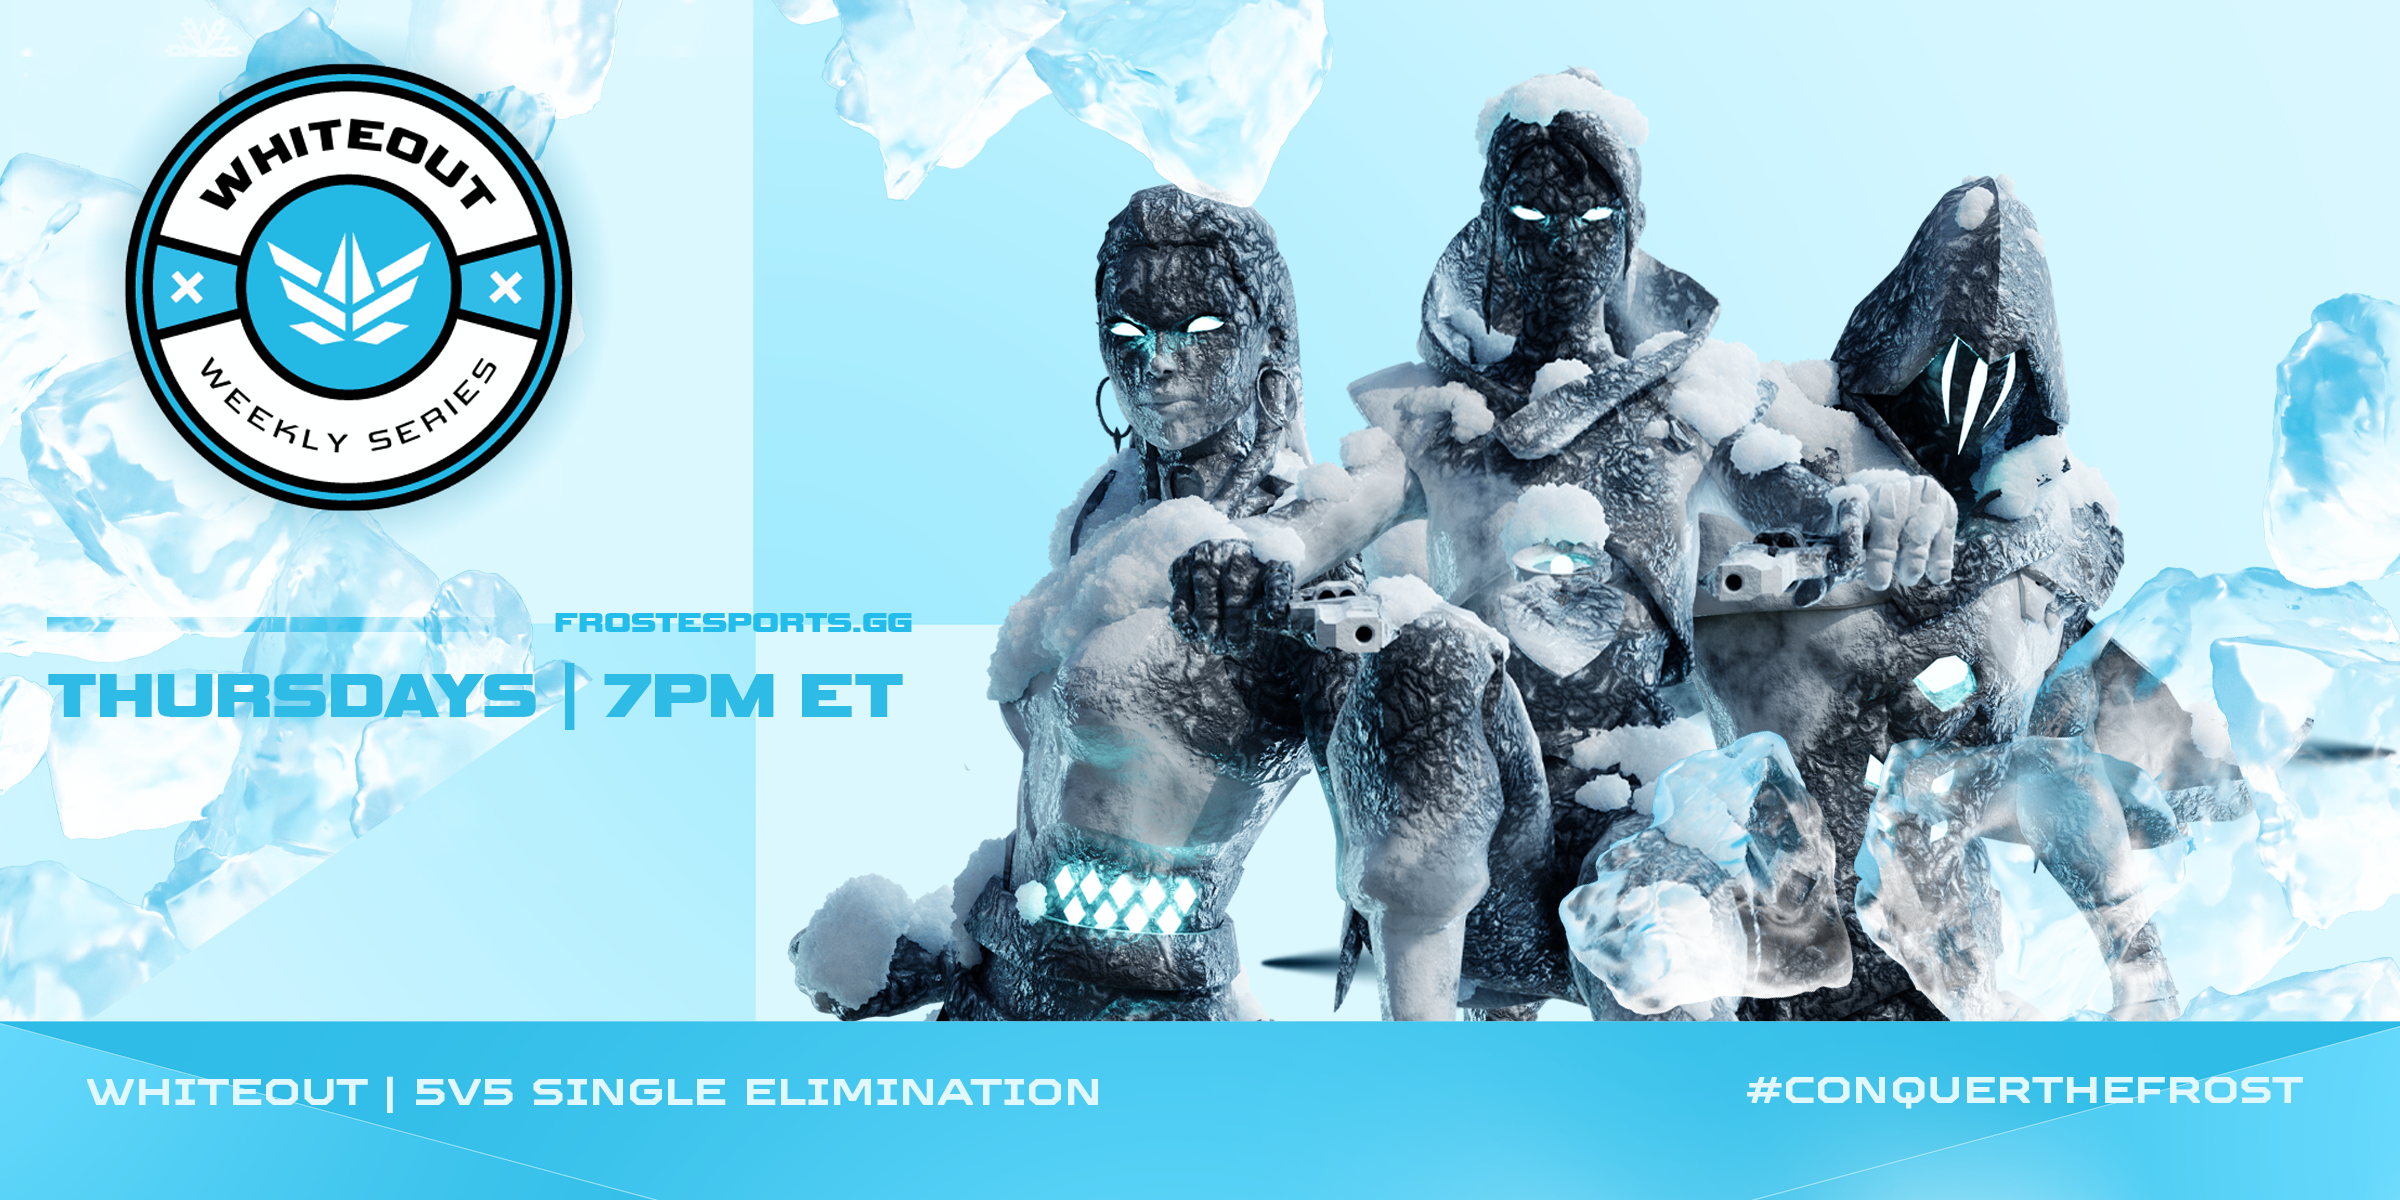 WHITEOUT
X X
WEEKLY SERIES
FROSTESPORTS.GG
THURSDAYS | 7PM ET
WHITEOUT | 5V5 SINGLE ELIMINATION
#CONQUERTHEFROST